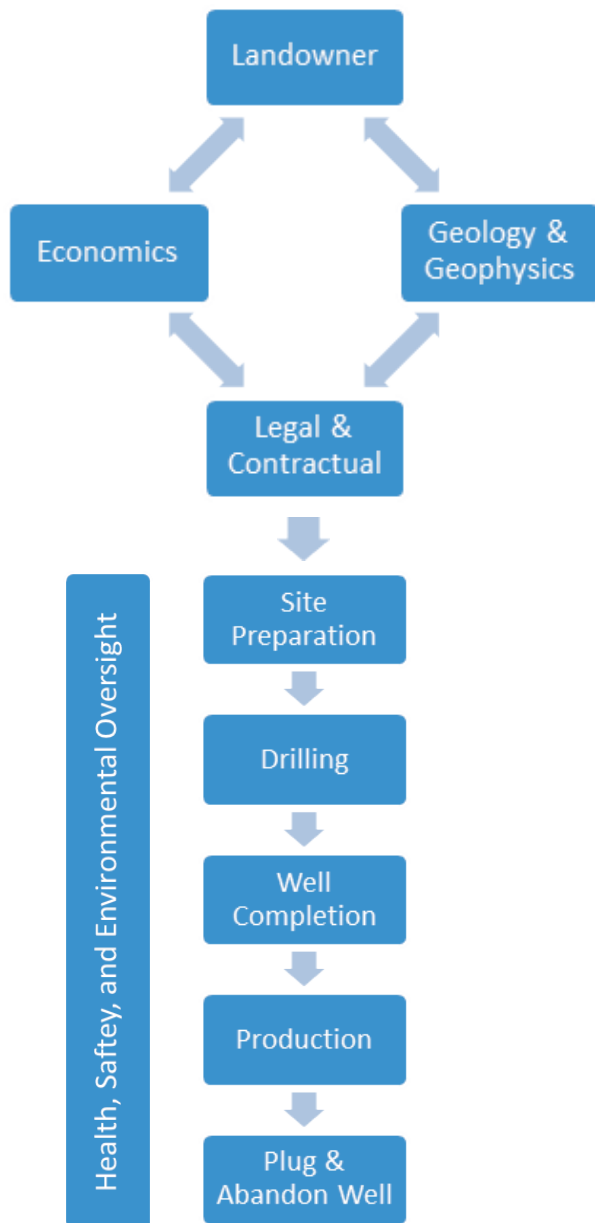 Landowner
Economics
Geology &
Geophysics
Legal &
Contractual
Health, Saftey, and Environmental Oversight
Site
Preparation
Drilling
Well
Completion
Production
Plug &
Abandon Well